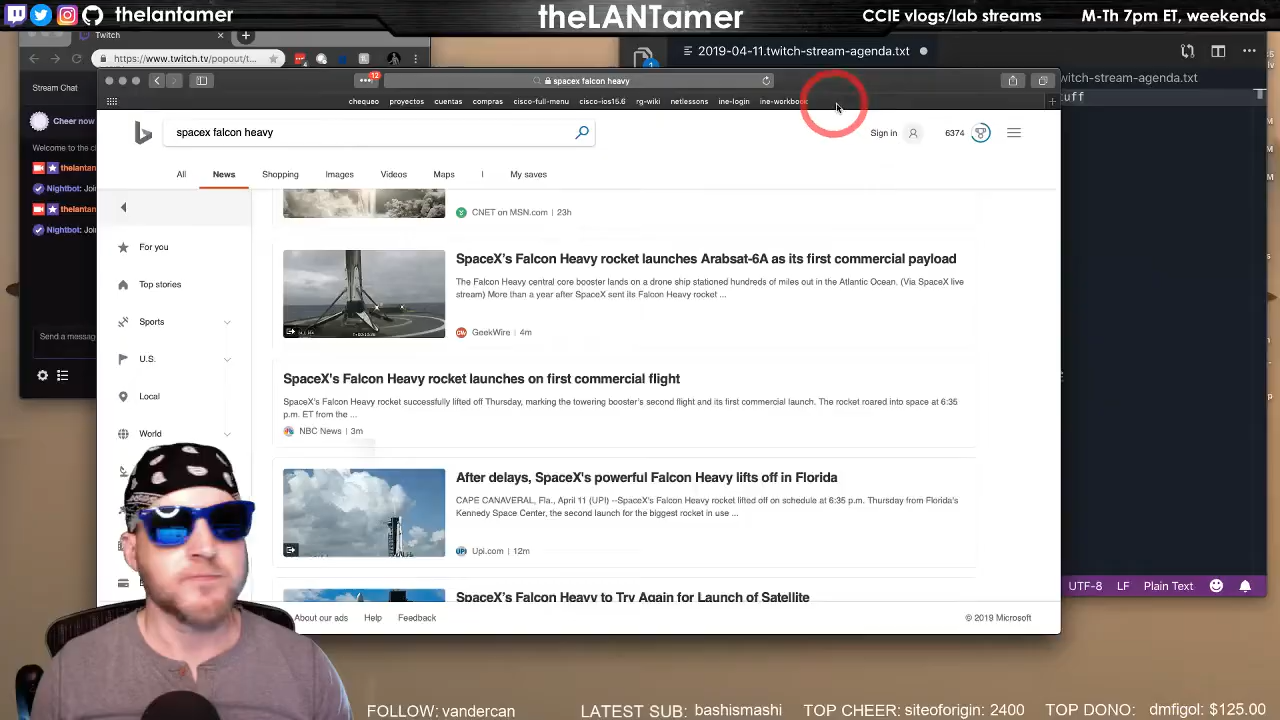 thelantamer
theLANTamer
CCIE vlogs/lab streams
M-Th 7pm ET, weekends
Twitch
https://www.twitch.tv/popout/t...
2019-04-11.twitch-stream-agenda.txt
witch-stream-agenda.txt
uff
Stream Chat
Cheer now
Welcome to the c
thelantan
Nightbot: Join
thelantan
Nightbot: Join
Send a message
12
spacex falcon heavy
chequeo
proyectos
cuentas
compras
cisco-full-menu
cisco-ios15.6
rg-wiki
netlessons
ine-login
ine-workbook
spacex falcon heavy
Sign in
6374
All
News
Shopping
Images
Videos
Maps
My saves
For you
Top stories
Sports
U.S.
Local
World
CNET on MSN.com | 23h
SpaceX's Falcon Heavy rocket launches Arabsat-6A as its first commercial payload
The Falcon Heavy central core booster lands on a drone ship stationed hundreds of miles out in the Atlantic Ocean. (Via SpaceX live
stream) More than a year after SpaceX sent its Falcon Heavy rocket ...
GeekWire | 4m
SpaceX's Falcon Heavy rocket launches on first commercial flight
SpaceX's Falcon Heavy rocket successfully lifted off Thursday, marking the towering booster's second flight and its first commercial launch. The rocket roared into space at 6:35
p.m. ET from the ...
NBC News | 3m
After delays, SpaceX's powerful Falcon Heavy lifts off in Florida
CAPE CANAVERAL, Fla., April 11 (UPI) --SpaceX's Falcon Heavy rocket lifted off on schedule at 6:35 p.m. Thursday from Florida's
Kennedy Space Center, the second launch for the biggest rocket in use ...
UPI
Upi.com | 12m
SpaceX's Falcon Heavy to Try Again for Launch of Satellite
About our ads
Help
Feedback
© 2019 Microsoft
UTF-8
LF
Plain Text
FOLLOW: vandercan
LATEST SUB: bashismashi
TOP CHEER: siteoforigin: 2400
TOP DONO: dmfigol: $125.00